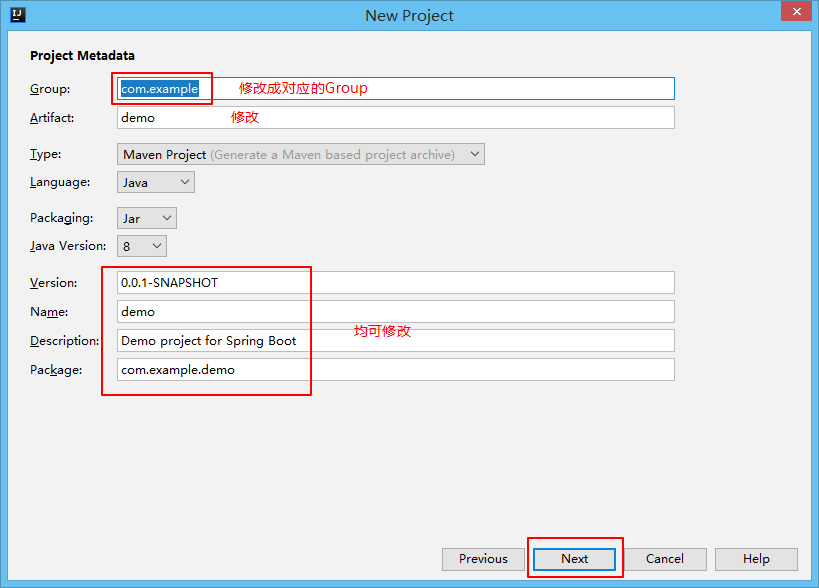 New Project
Project Metadata
Group: com.example 修改成对应的Group
Artifact: demo 修改
Type: Maven Project (Generate a Maven based project archive)
Language: Java
Packaging: Jar
Java Version: 8
Version: 0.0.1-SNAPSHOT
Name: demo
均可修改
Description: Demo project for Spring Boot
Package: com.example.demo
Previous Next Cancel Help